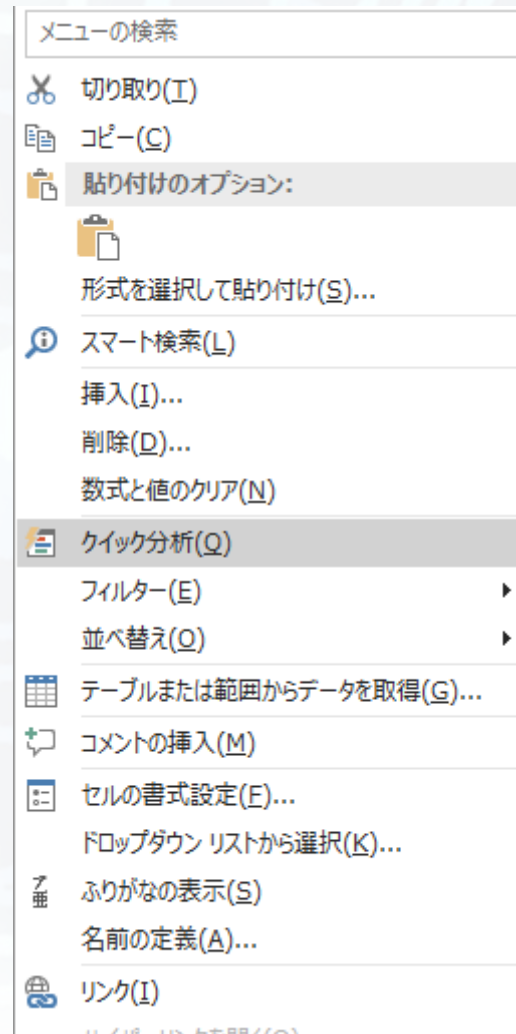 メニューの検索
切り取り(T)
コピー(C)
貼り付けのオプション:
形式を選択して貼り付け(S)...
スマート検索(L)
挿入(I)...
削除(D)...
数式と値のクリア(N)
クイック分析(Q)
フィルター(E)
並べ替え(O)
テーブルまたは範囲からデータを取得(G)...
コメントの挿入(M)
セルの書式設定(F)...
ドロップダウン リストから選択(K)...
ふりがなの表示(S)
名前の定義(A)...
リンク(I)